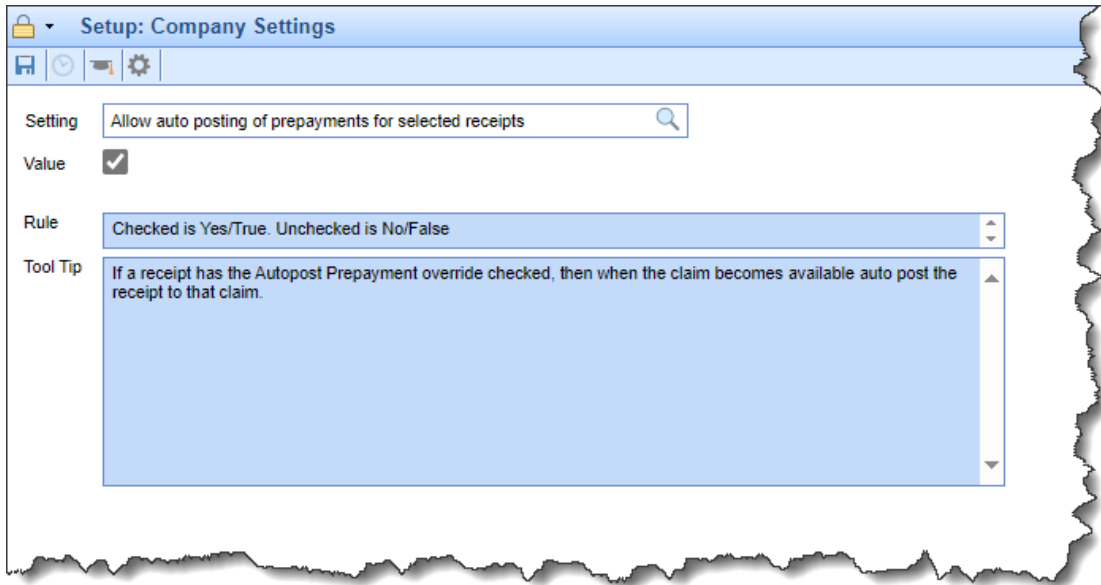 Setup: Company Settings
Setting
Allow auto posting of prepayments for selected receipts
Value
Rule
Checked is Yes/True. Unchecked is No/False
Tool Tip
If a receipt has the Autopost Prepayment override checked, then when the claim becomes available auto post the
receipt to that claim.